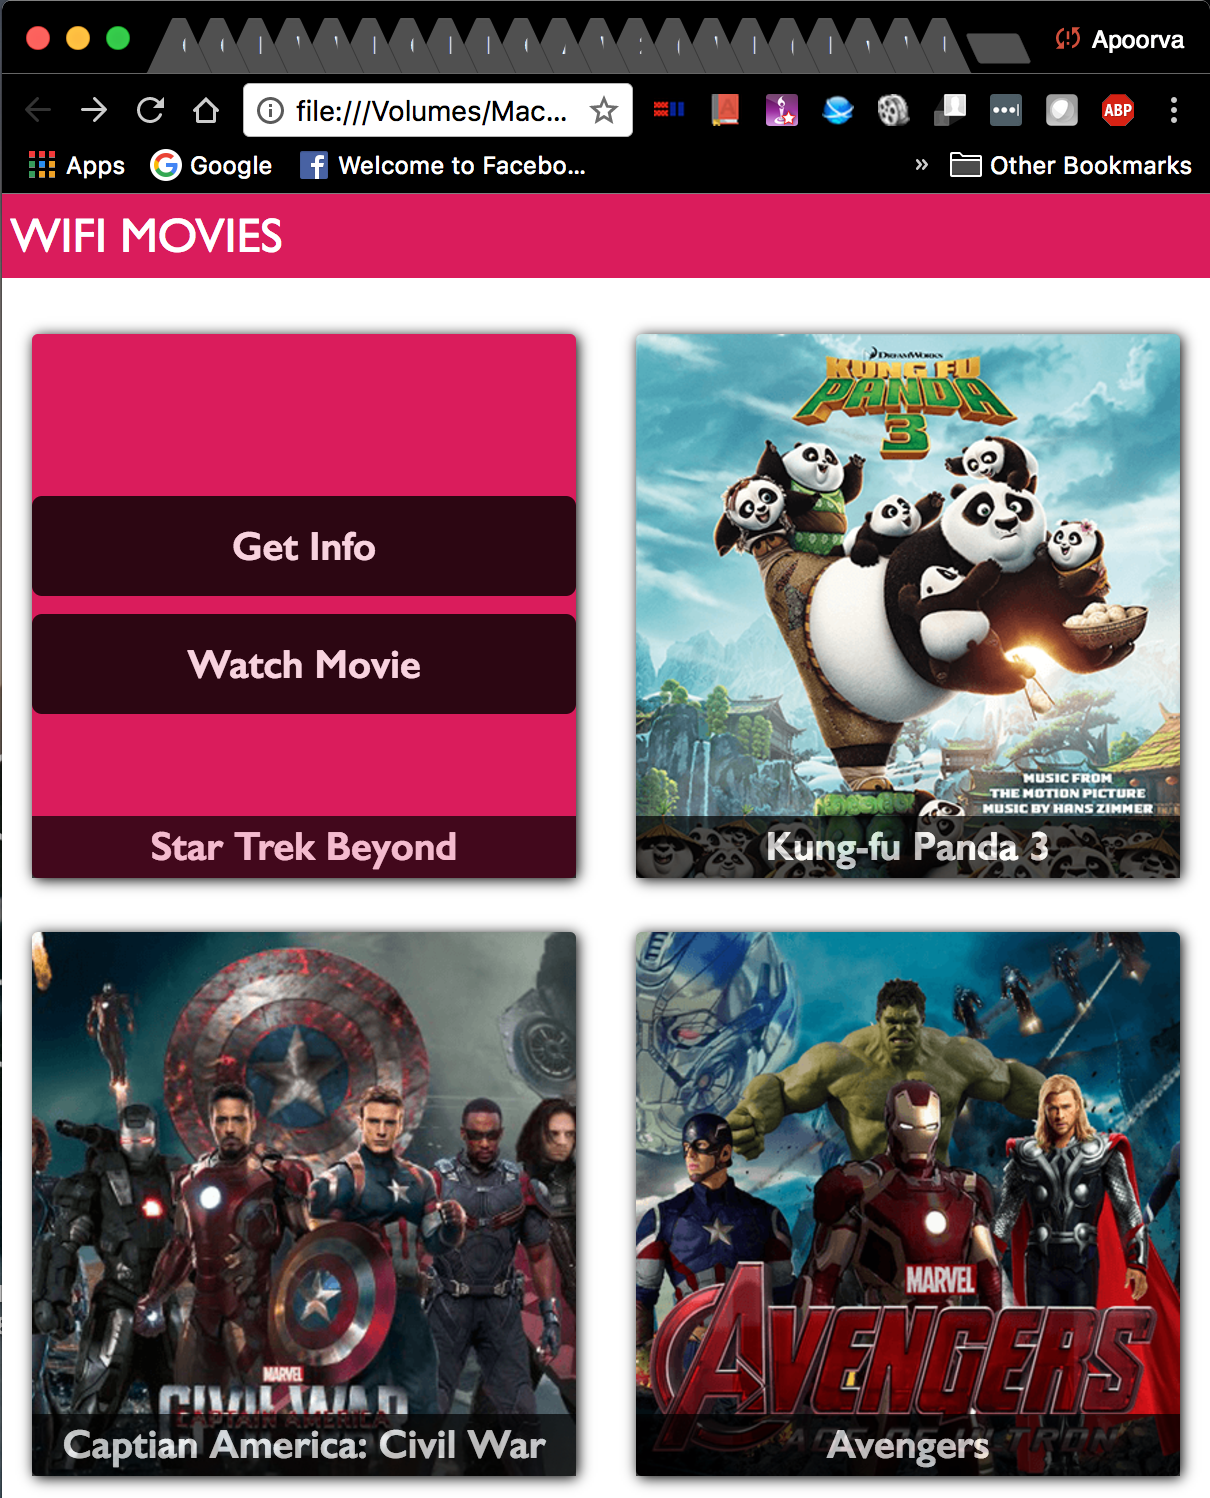 Apoorva
file:///Volumes/Mac...
ABP
Apps
Google
Welcome to Facebo...
»
Other Bookmarks
WIFI MOVIES
Get Info
Watch Movie
Star Trek Beyond
DREAMWORKS
KUNG FU
PANDA
3
MUSIC FROM
THE MOTION PICTURE
MUSIC BY HANS ZIMMER
Kung-fu Panda 3
MARVEL
CIVIL WAR
CAPTAIN AMERICA
Captian America: Civil War
MARVEL
AVENGERS
Avengers